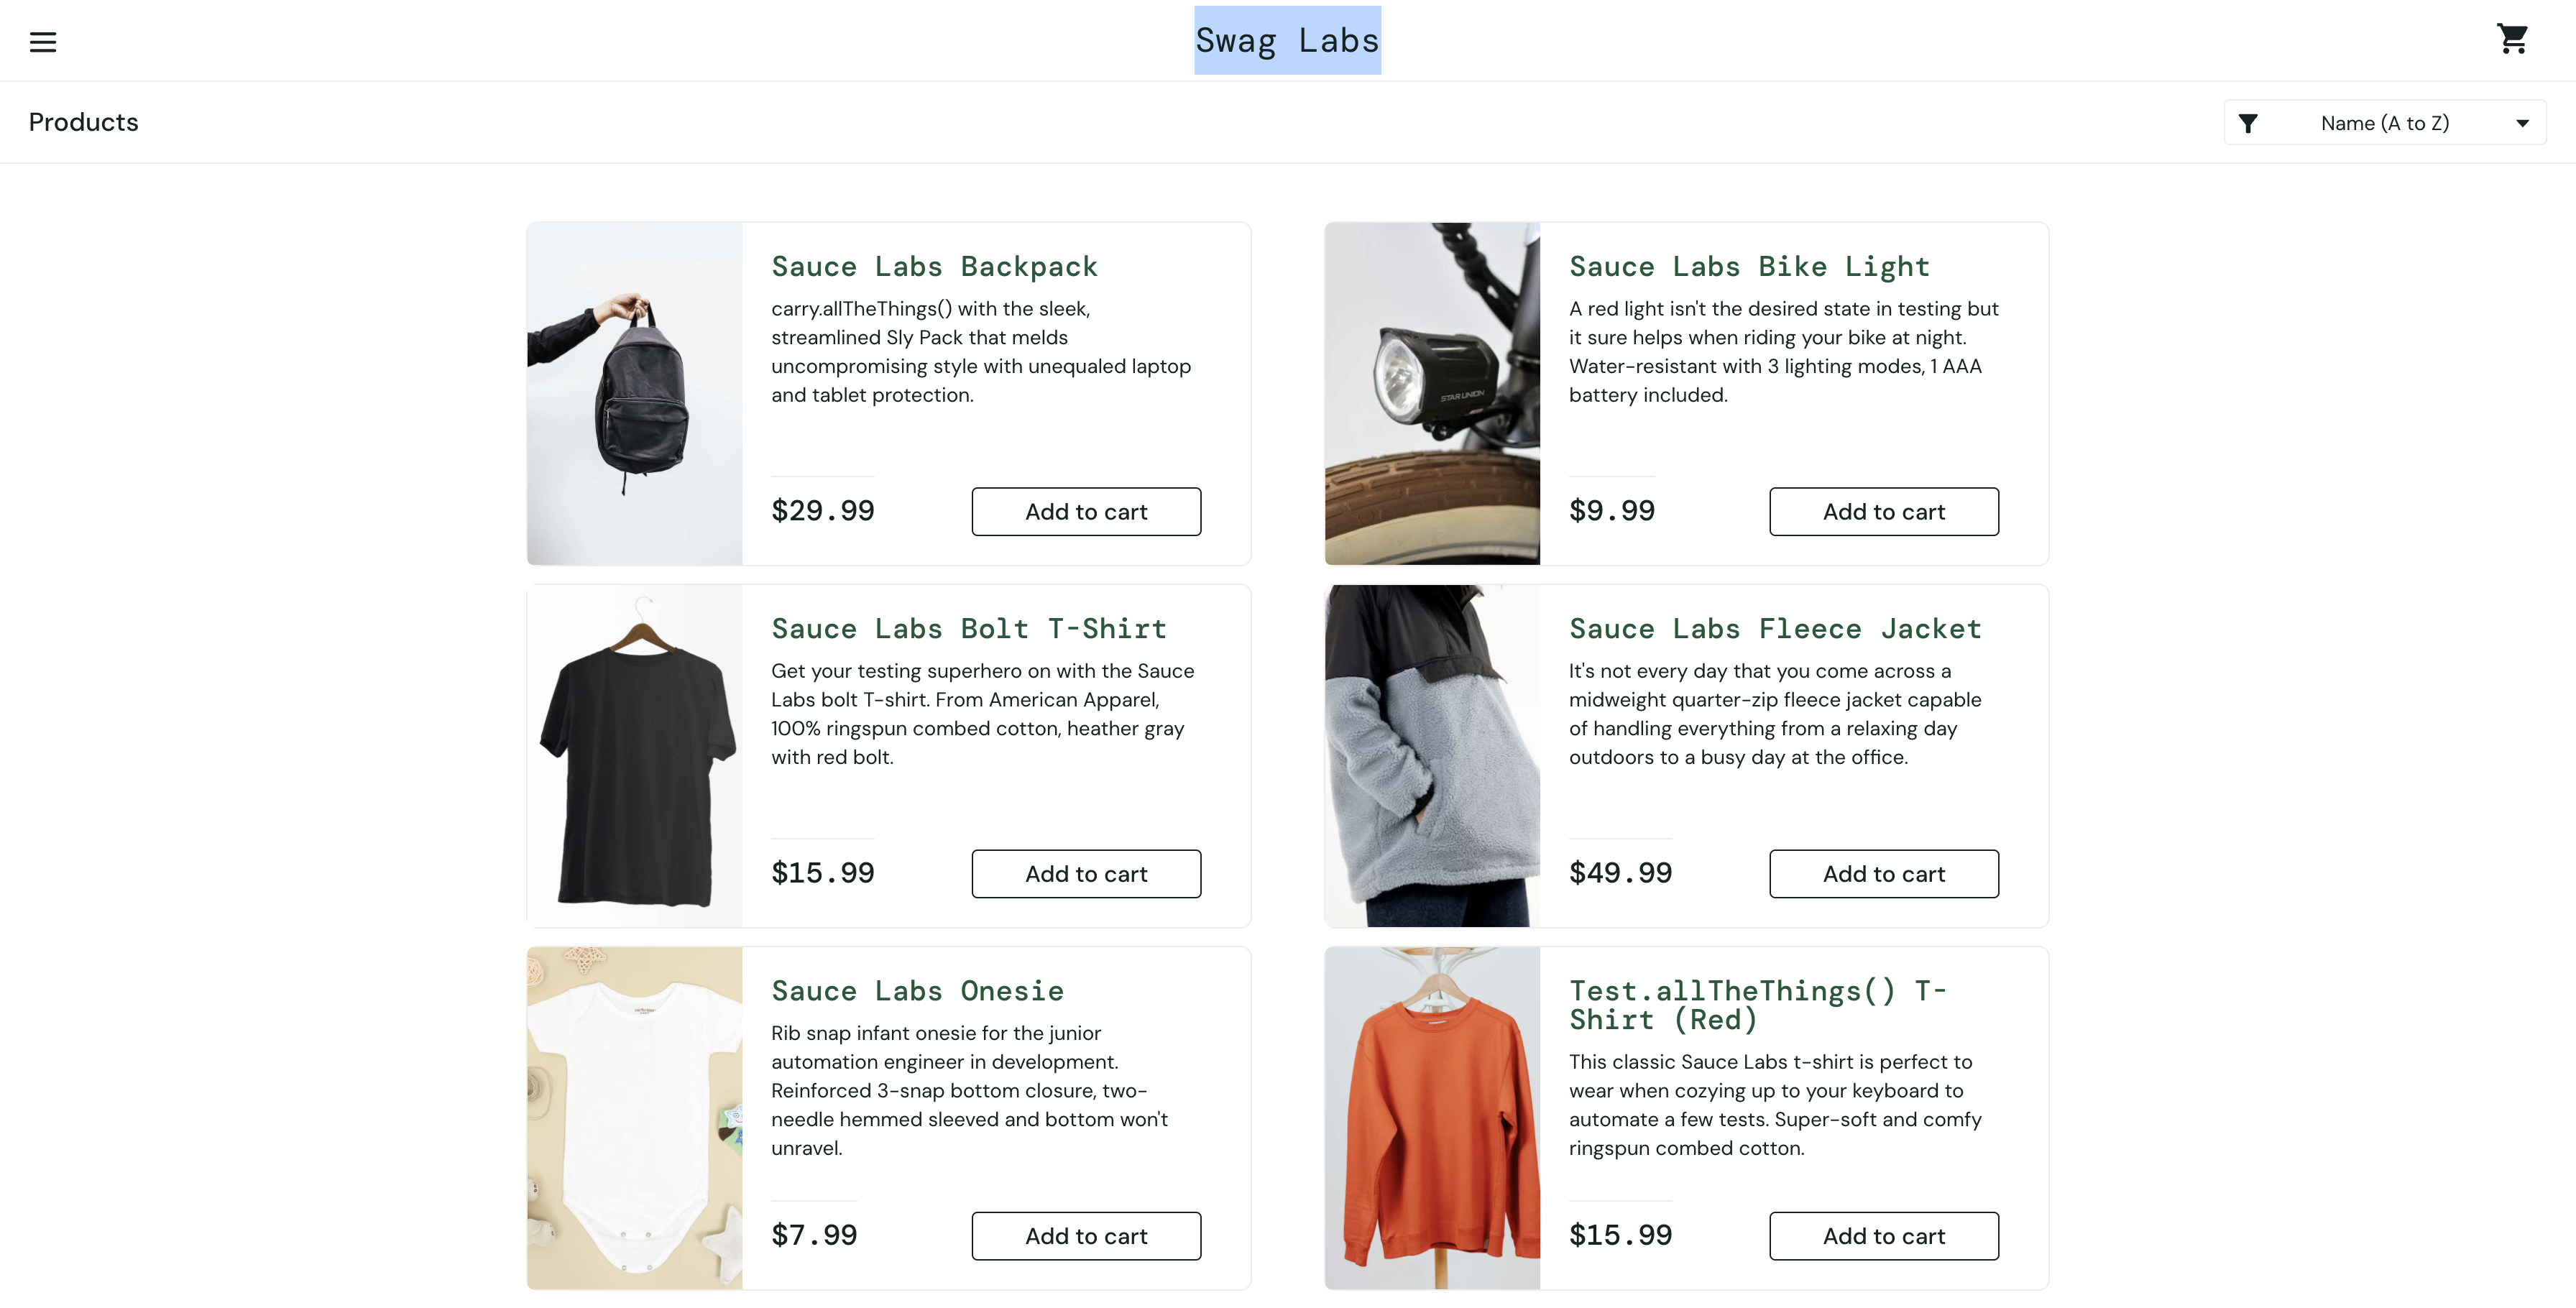 Swag Labs
Products
Name (A to Z)
Sauce Labs Backpack
carry.allTheThings() with the sleek,
streamlined Sly Pack that melds
uncompromising style with unequaled laptop
and tablet protection.
$29.99
Add to cart
Sauce Labs Bike Light
A red light isn't the desired state in testing but
it sure helps when riding your bike at night.
Water-resistant with 3 lighting modes, 1 AAA
battery included.
STAR UNION
$9.99
Add to cart
Sauce Labs Bolt T-Shirt
Get your testing superhero on with the Sauce
Labs bolt T-shirt. From American Apparel,
100% ringspun combed cotton, heather gray
with red bolt.
$15.99
Add to cart
Sauce Labs Fleece Jacket
It's not every day that you come across a
midweight quarter-zip fleece jacket capable
of handling everything from a relaxing day
outdoors to a busy day at the office.
$49.99
Add to cart
Sauce Labs Onesie
Rib snap infant onesie for the junior
automation engineer in development.
Reinforced 3-snap bottom closure, two-
needle hemmed sleeved and bottom won't
unravel.
$7.99
Add to cart
Test.allTheThings() T-
Shirt (Red)
This classic Sauce Labs t-shirt is perfect to
wear when cozying up to your keyboard to
automate a few tests. Super-soft and comfy
ringspun combed cotton.
$15.99
Add to cart